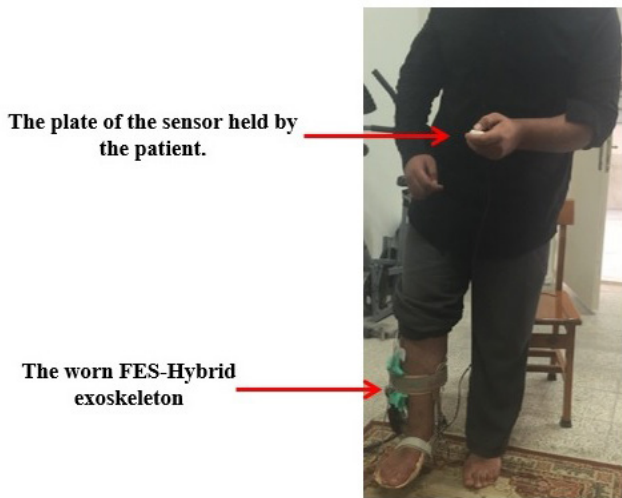 The plate of the sensor held by
the patient.
The worn FES-Hybrid
exoskeleton